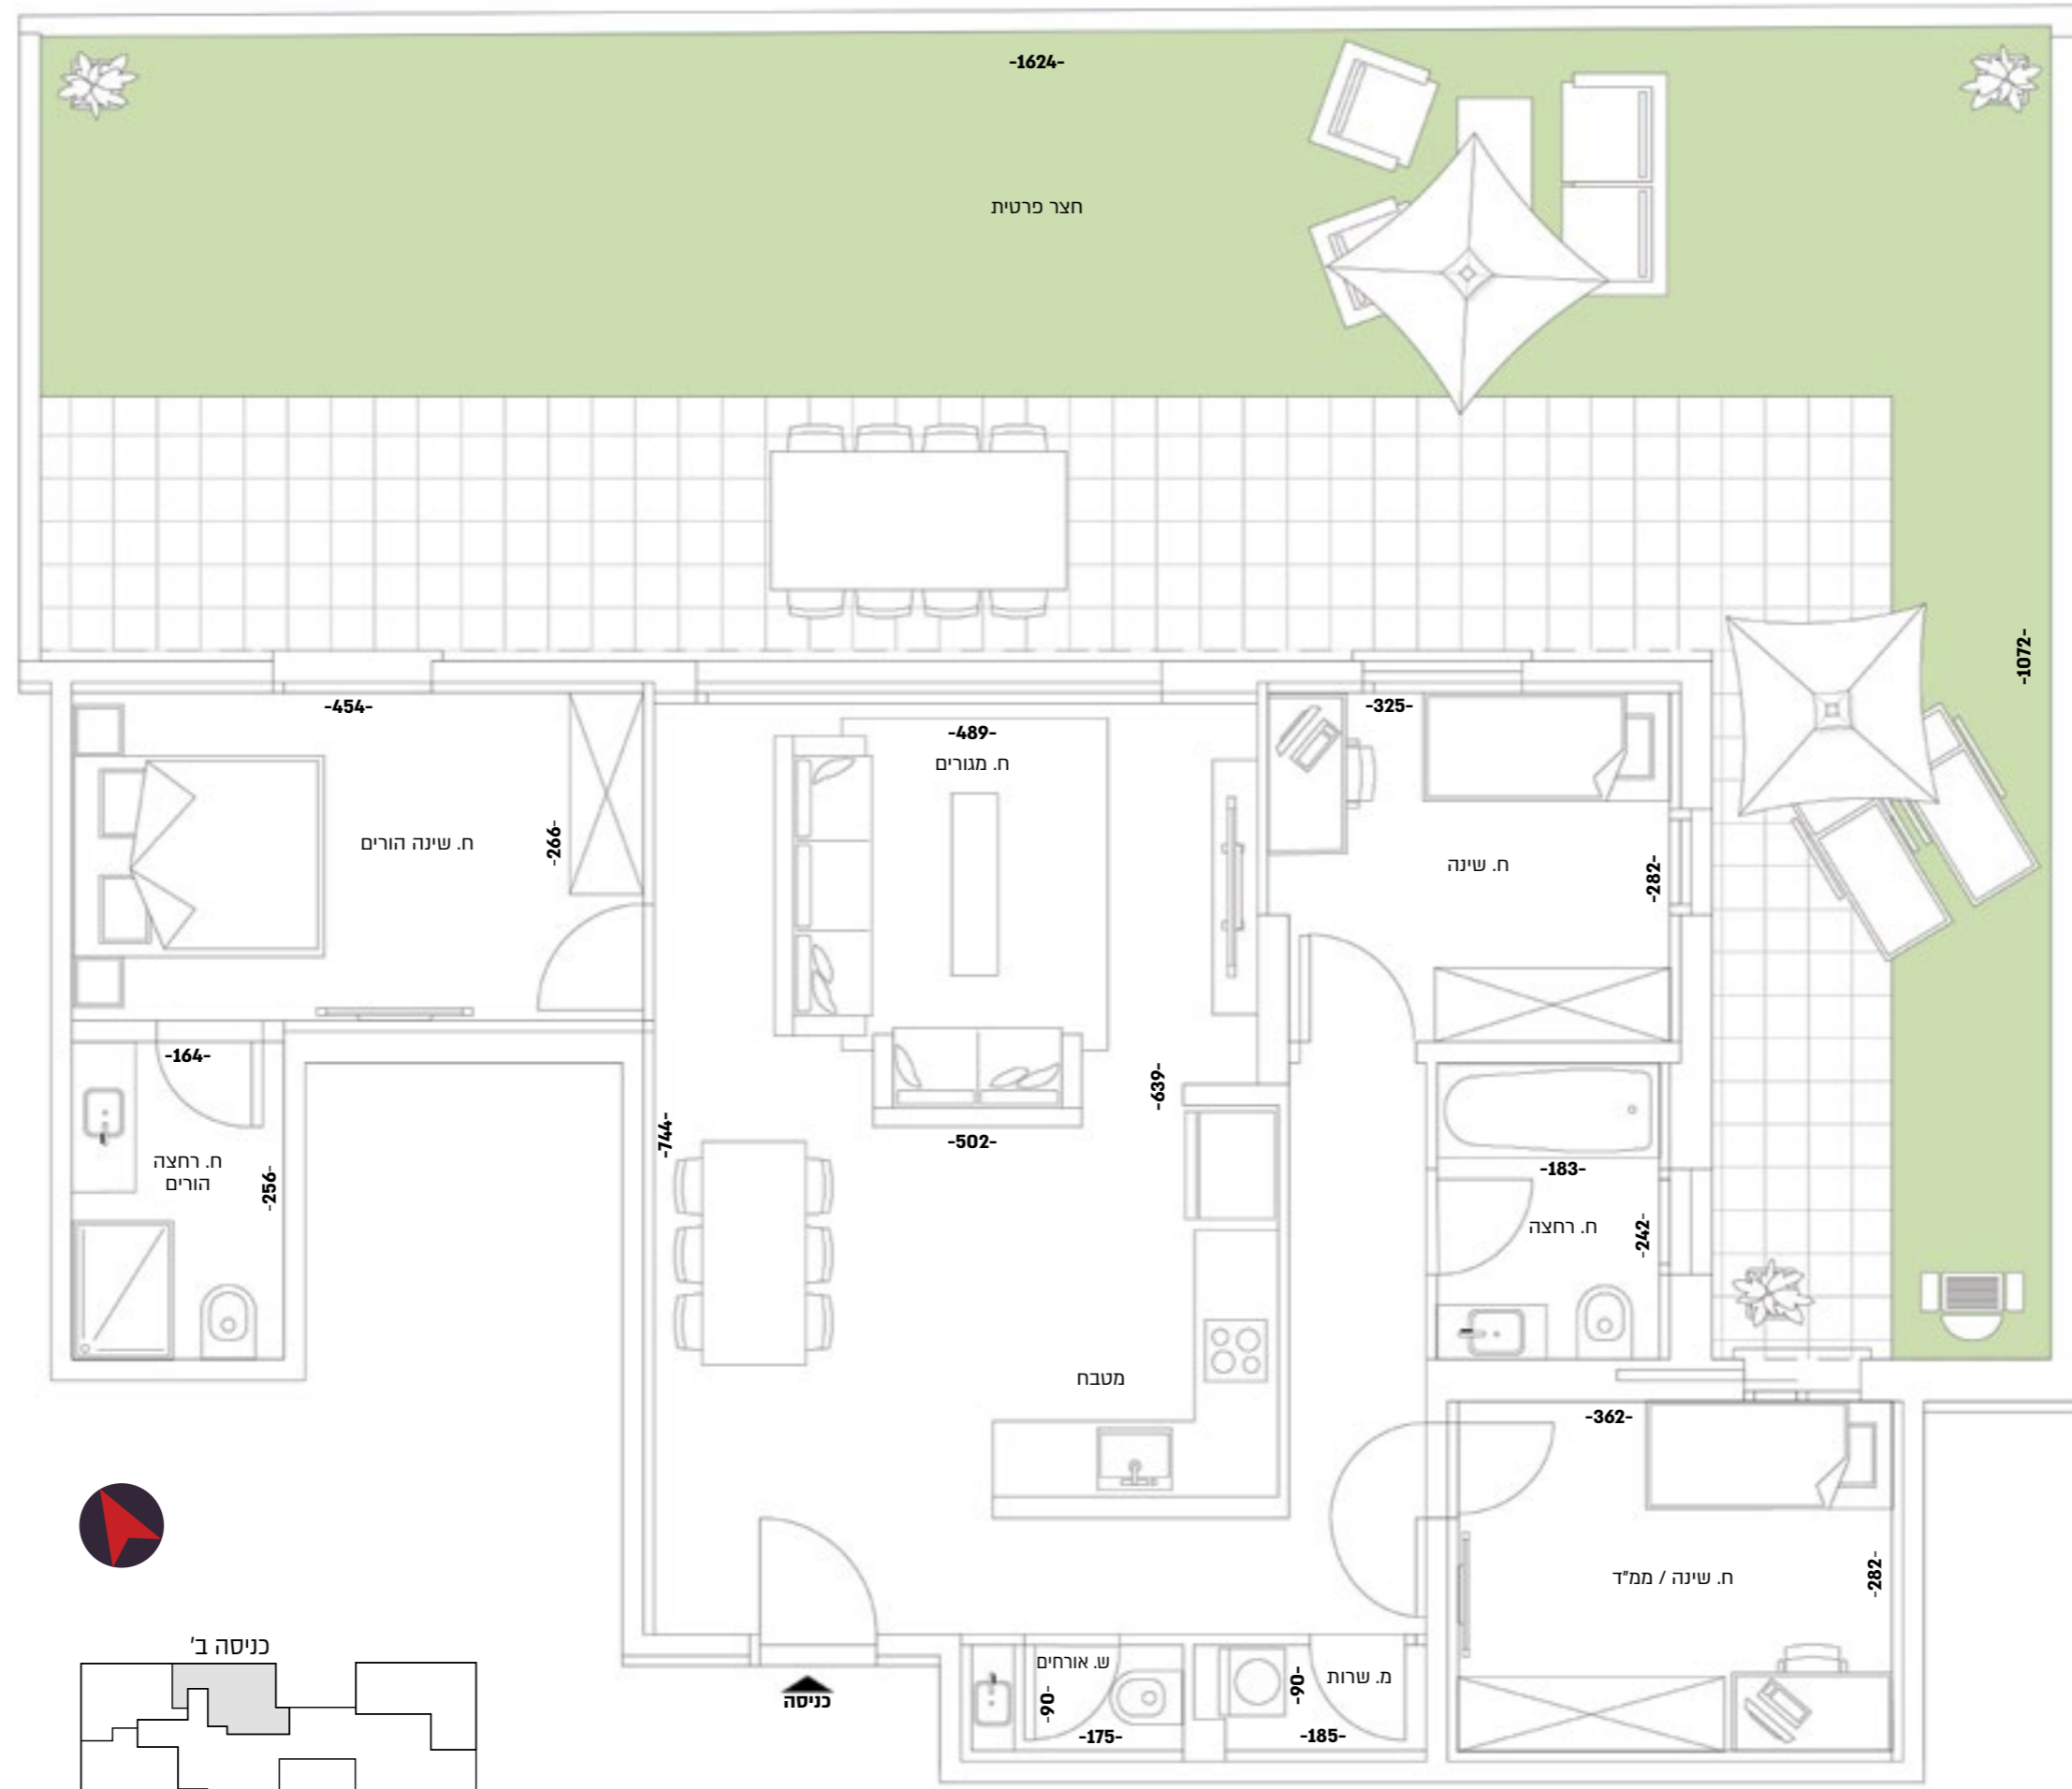 -1624-
חצר פרטית
-1072-
-454-
-489-
ח. מגורים
-325-
ח. שינה הורים
-266-
ח. שינה
-282-
-164-
-639-
-744-
-502-
ח. רחצה
הורים
-256-
-183-
ח. רחצה
-242-
מטבח
-362-
ח. שינה / ממ"ד
-282-
כניסה ב'
כניסה
ש. אורחים
-90-
-175-
-90-
מ. שרות
-185-